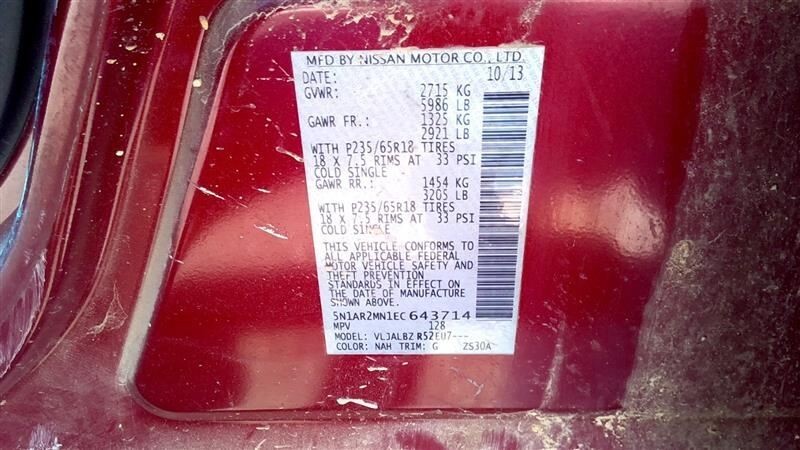 MFD BY NISSAN MOTOR CO., LTD.
DATE: 10/13
GVWR: 2715 KG
5986 LB
GAWR FR.: 1325 KG
2921 LB
WITH P235/65R18 TIRES
18 X 7.5 RIMS AT 33 PSI
COLD SINGLE
GAWR RR.: 1454 KG
3205 LB
WITH P235/65R18 TIRES
18 X 7.5 RIMS AT 33 PSI
COLD SINGLE
THIS VEHICLE CONFORMS TO
ALL APPLICABLE FEDERAL
MOTOR VEHICLE SAFETY AND
THEFT PREVENTION
STANDARDS IN EFFECT ON
THE DATE OF MANUFACTURE
SHOWN ABOVE.
5N1AR2MN1EC643714
MPV 128
MODEL: VLJALBZ R52EU7---
COLOR: NAH TRIM: G ZS30A